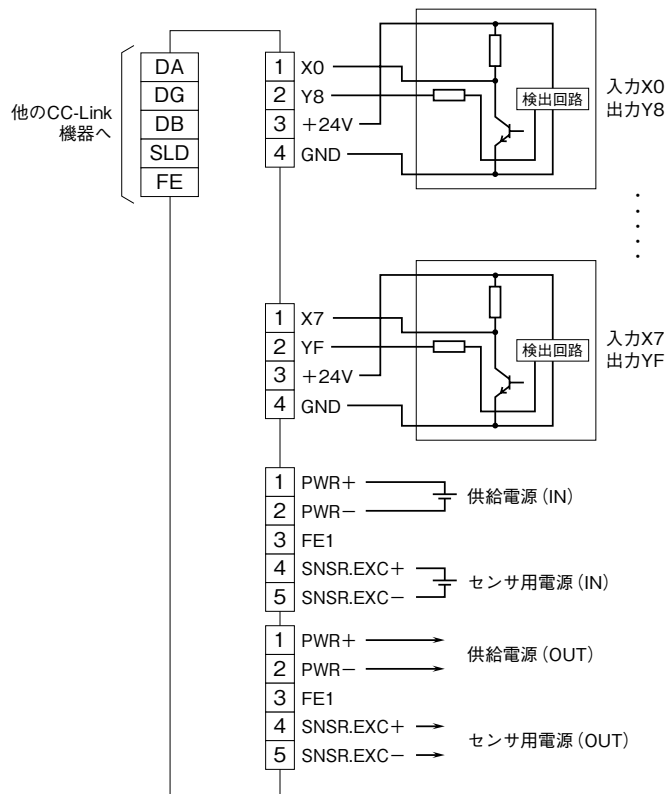 他のCC-Link
機器へ
DA
DG
DB
SLD
FE
1 X0
2 Y8
3 +24V
4 GND
検出回路
入力X0
出力Y8
1 X7
2 YF
3 +24V
4 GND
検出回路
入力X7
出力YF
1 PWR+
2 PWR−
3 FE1
4 SNSR.EXC+
5 SNSR.EXC−
供給電源(IN)
センサ用電源(IN)
1 PWR+
2 PWR−
3 FE1
4 SNSR.EXC+
5 SNSR.EXC−
供給電源(OUT)
センサ用電源(OUT)